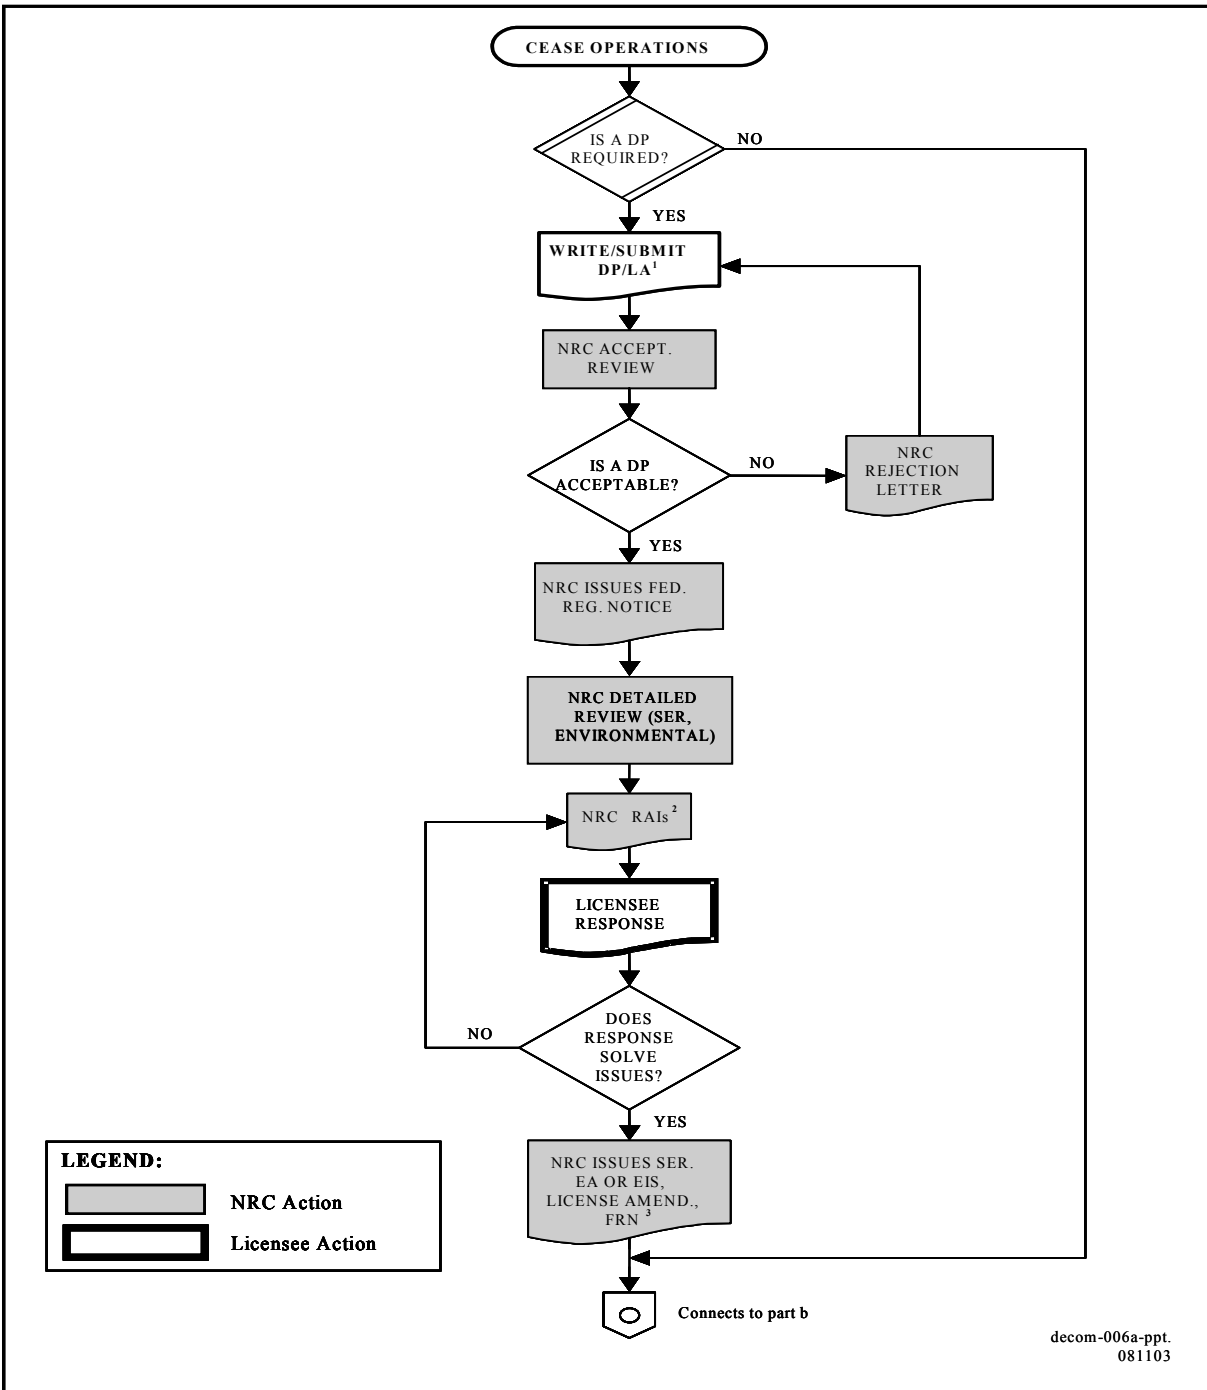 CEASE OPERATIONS
IS A DP
REQUIRED?
NO
YES
WRITE/SUBMIT
DP/LA¹
NRC ACCEPT.
REVIEW
IS A DP
ACCEPTABLE?
NO
NRC
REJECTION
LETTER
YES
NRC ISSUES FED.
REG. NOTICE
NRC DETAILED
REVIEW (SER,
ENVIRONMENTAL)
NRC RAIs²
LICENSEE
RESPONSE
DOES
RESPONSE
SOLVE
ISSUES?
NO
YES
NRC ISSUES SER.
EA OR EIS,
LICENSE AMEND.,
FRN³
LEGEND:
NRC Action
Licensee Action
Connects to part b
decom-006a-ppt.
081103